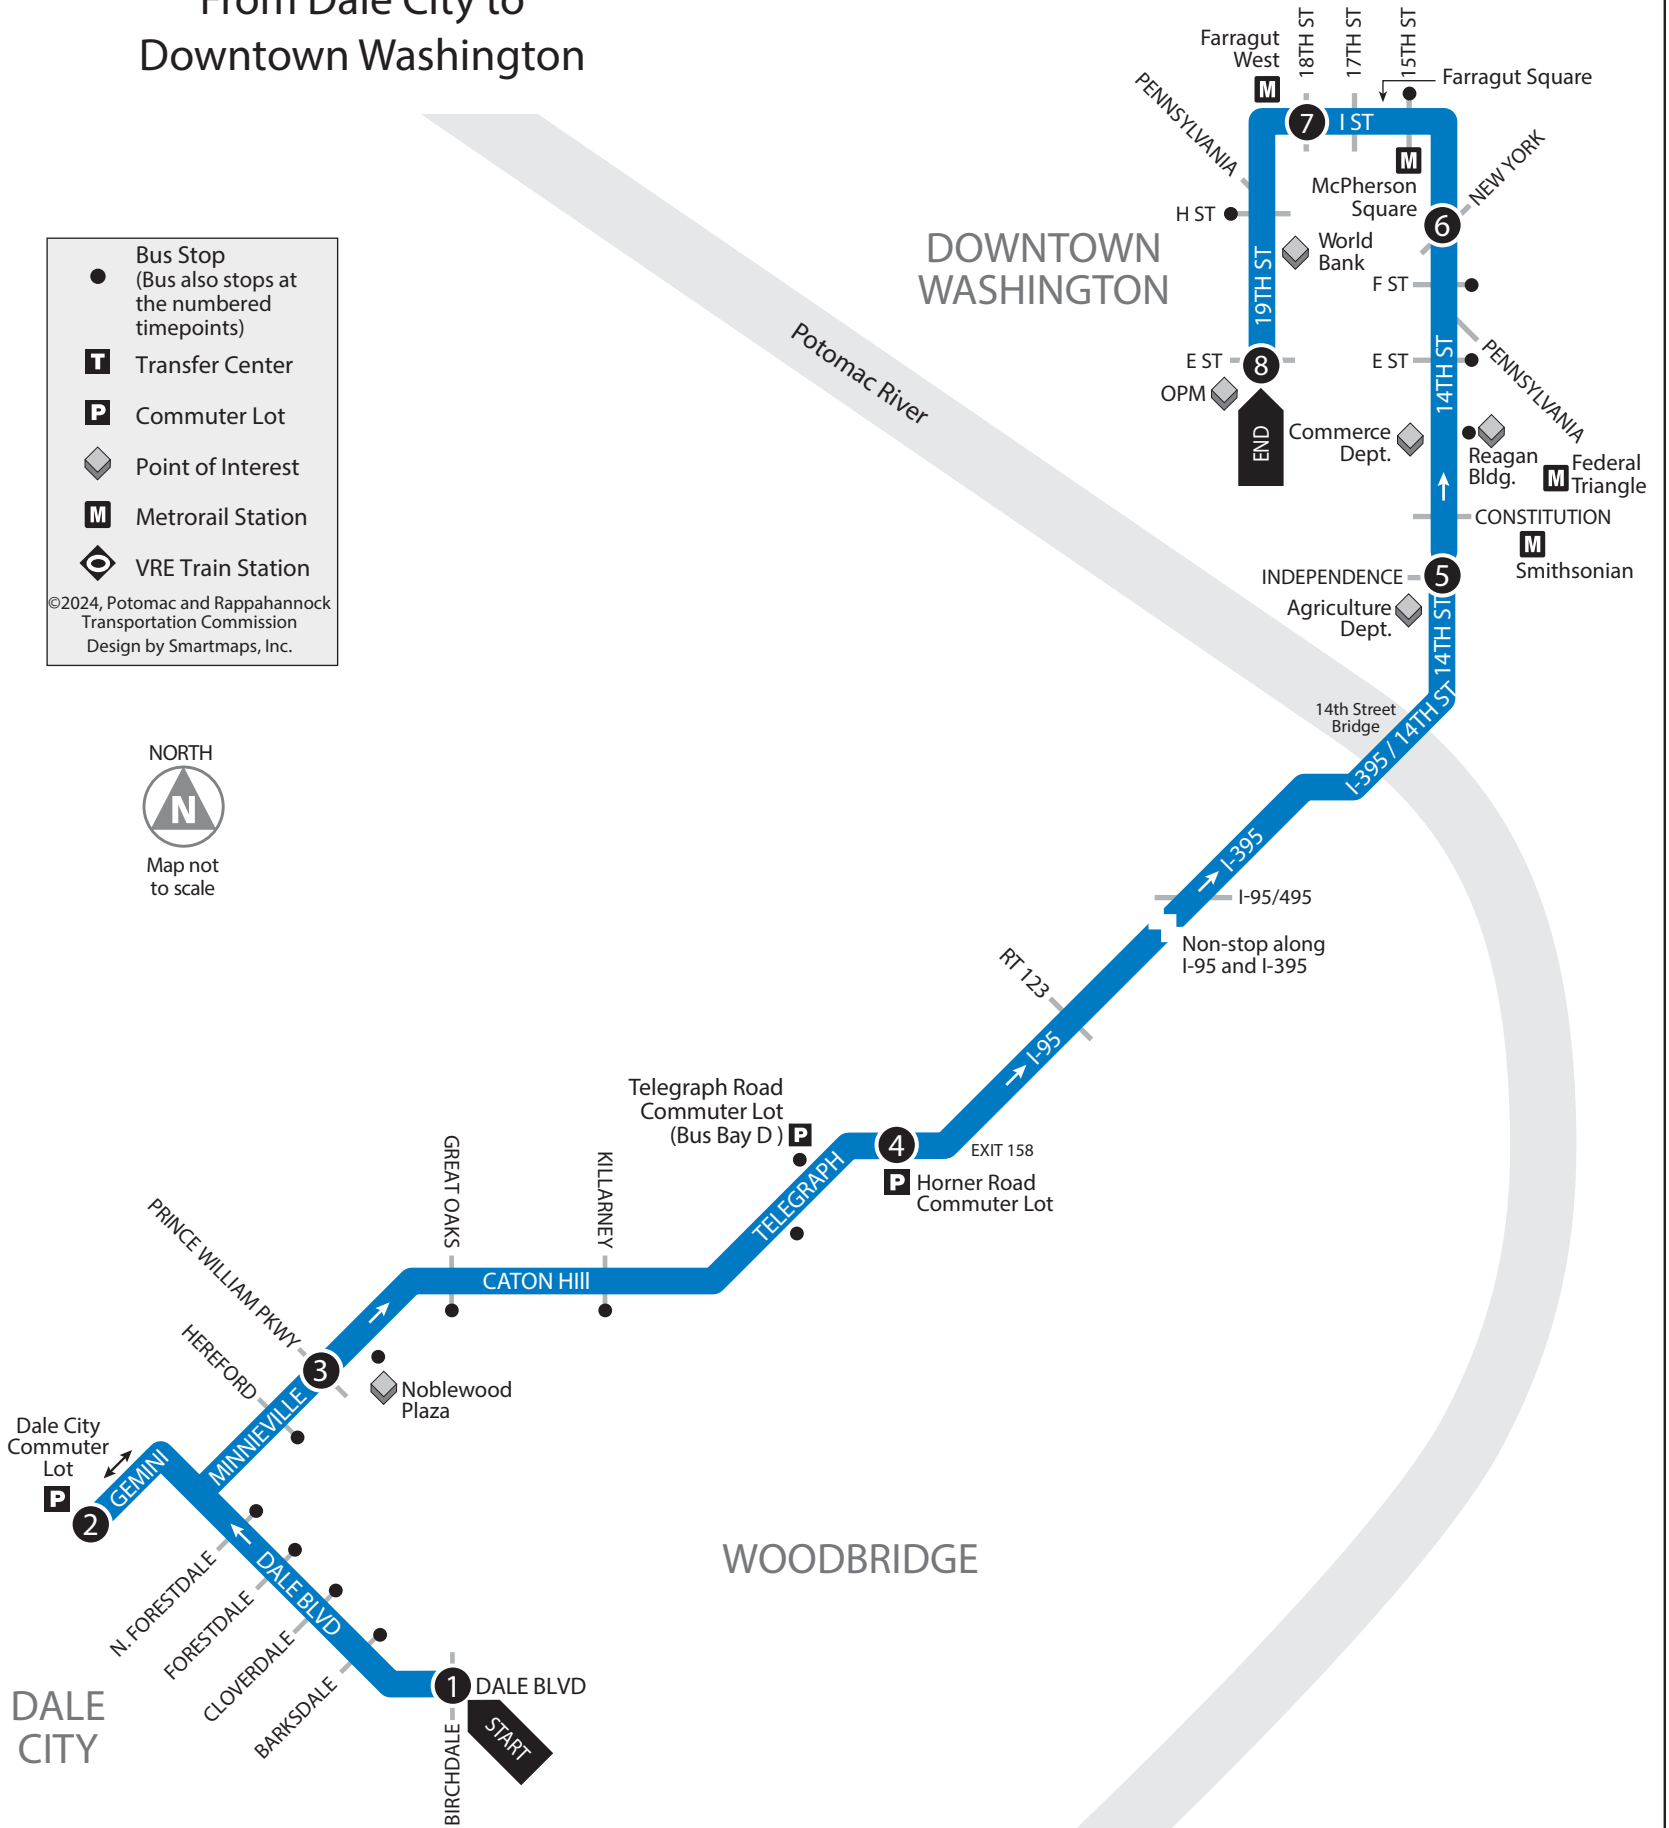 From Dale City to
Downtown Washington
Bus Stop
(Bus also stops at
the numbered
timepoints)
T
Transfer Center
P
Commuter Lot
Point of Interest
M
Metrorail Station
VRE Train Station
©2024, Potomac and Rappahannock
Transportation Commission
Design by Smartmaps, Inc.
NORTH
N
Map not
to scale
Potomac River
DOWNTOWN
WASHINGTON
Farragut
West
M
18TH ST
17TH ST
15TH ST
Farragut Square
7
I ST
PENNSYLVANIA
M
McPherson
Square
NEW YORK
6
H ST
World
Bank
19TH ST
F ST
E ST
8
OPM
END
E ST
14TH ST
PENNSYLVANIA
Commerce
Dept.
Reagan
Bldg.
M
Federal
Triangle
CONSTITUTION
M
Smithsonian
INDEPENDENCE
5
Agriculture
Dept.
14TH ST
14th Street
Bridge
I-395 / 14TH ST
I-395
I-95/495
Non-stop along
I-95 and I-395
RT 123
I-95
Telegraph Road
Commuter Lot
(Bus Bay D )
P
4
EXIT 158
P
Horner Road
Commuter Lot
TELEGRAPH
GREAT OAKS
KILLARNEY
CATON HIll
PRINCE WILLIAM PKWY
HEREFORD
3
Noblewood
Plaza
MINNIEVILLE
Dale City
Commuter
Lot
P
2
GEMINI
N. FORESTDALE
FORESTDALE
CLOVERDALE
BARKSDALE
DALE BLVD
1
DALE BLVD
START
BIRCHDALE
WOODBRIDGE
DALE
CITY